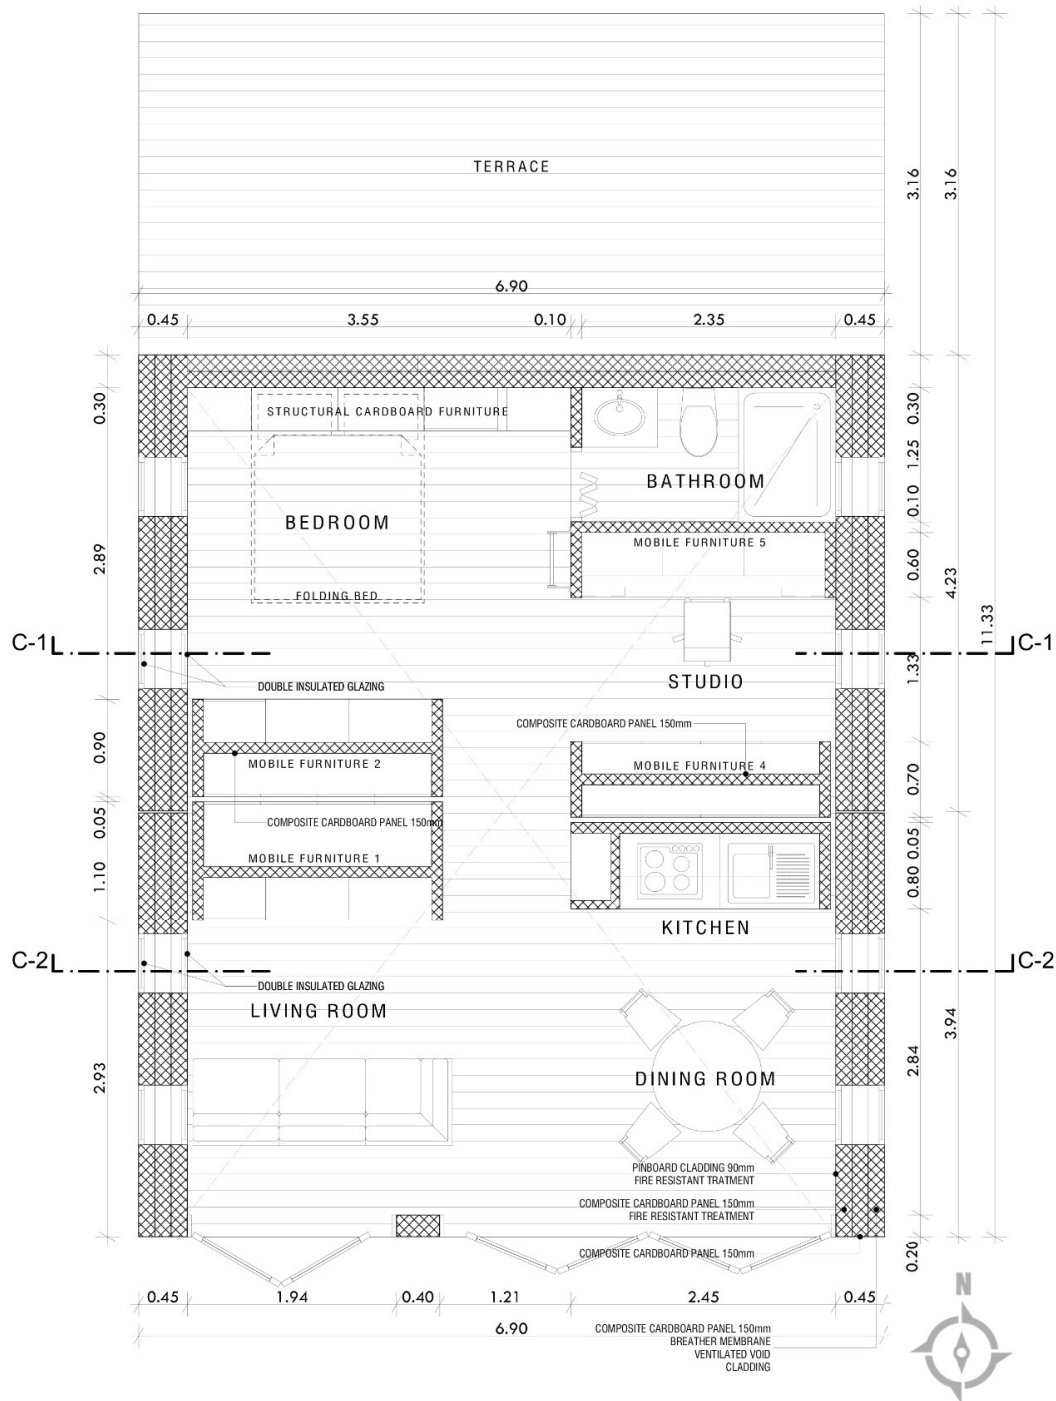 TERRACE
3.16
3.16
6.90
0.45
3.55
0.10
2.35
0.45
0.30
STRUCTURAL CARDBOARD FURNITURE
0.30
1.25
BATHROOM
0.10
BEDROOM
MOBILE FURNITURE 5
2.89
0.60
4.23
FOLDING BED
11.33
C-1
C-1
1.33
STUDIO
DOUBLE INSULATED GLAZING
COMPOSITE CARDBOARD PANEL 150mm
0.90
MOBILE FURNITURE 2
MOBILE FURNITURE 4
0.70
0.05
COMPOSITE CARDBOARD PANEL 150mm
0.05
MOBILE FURNITURE 1
1.10
0.80
KITCHEN
C-2
C-2
DOUBLE INSULATED GLAZING
LIVING ROOM
3.94
2.84
2.93
DINING ROOM
PINBOARD CLADDING 90mm
FIRE RESISTANT TRATMENT
COMPOSITE CARDBOARD PANEL 150mm
FIRE RESISTANT TREATMENT
COMPOSITE CARDBOARD PANEL 150mm
0.20
0.45
1.94
0.40
1.21
2.45
0.45
6.90
COMPOSITE CARDBOARD PANEL 150mm
BREATHER MEMBRANE
VENTILATED VOID
CLADDING
N